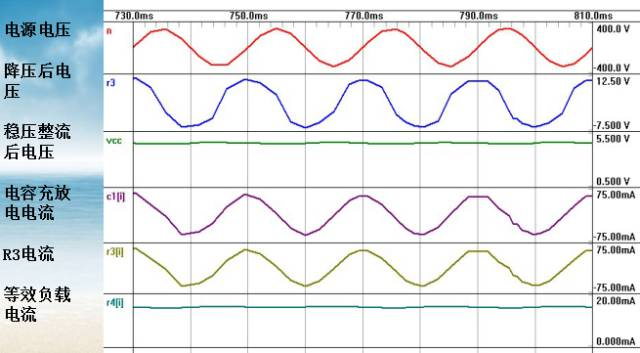 730.0ms 750.0ms 770.0ms 790.0ms 810.0ms
电源电压
n
400.0 V
-400.0 V
降压后电
压
r3
12.50 V
-7.500 V
稳压整流
后电压
vcc
5.500 V
0.500 V
电容充放
电电流
c1[i]
75.00mA
-75.00mA
R3电流
r3[i]
75.00mA
-75.00mA
等效负载
电流
r4[i]
20.00mA
0.000mA